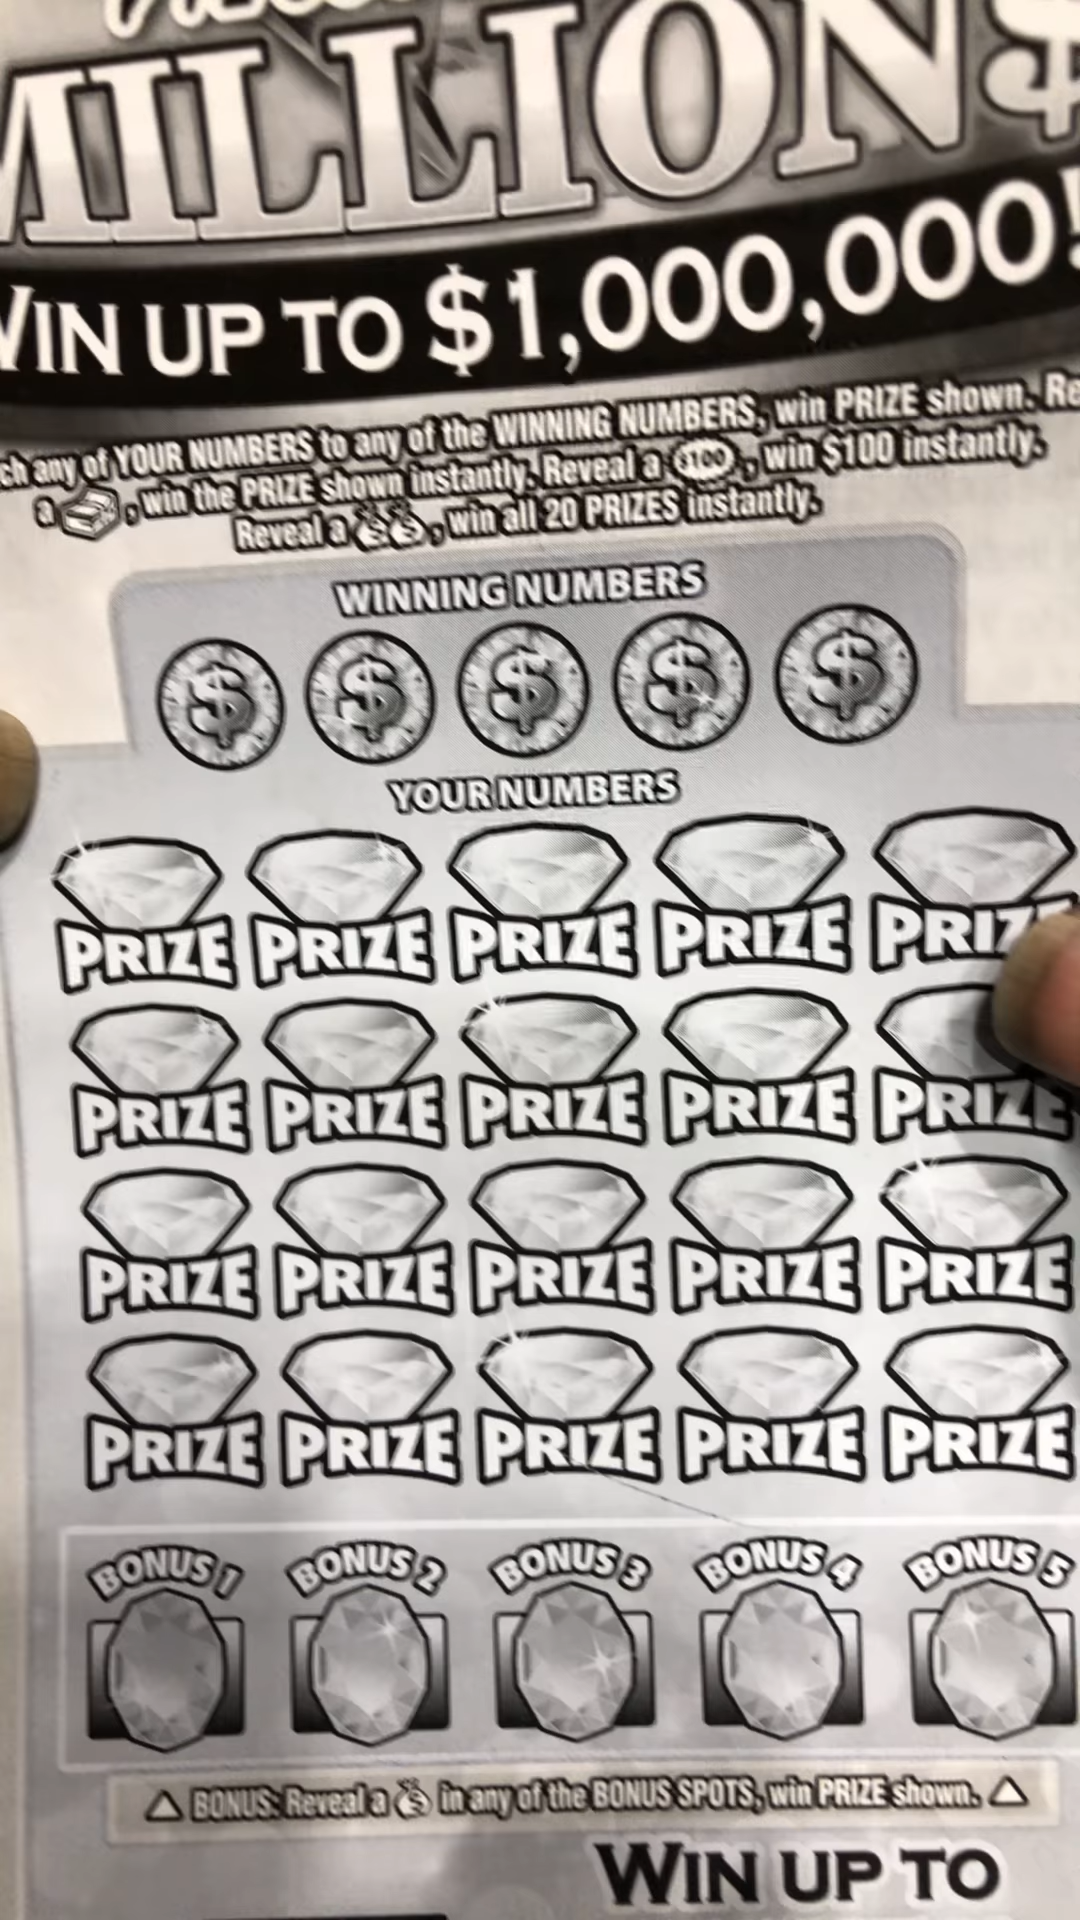 MILLION$
WIN UP TO $1,000,000!
ch any of YOUR NUMBERS to any of the WINNING NUMBERS, win PRIZE shown. Re
a , win the PRIZE shown instantly. Reveal a $100 , win $100 instantly.
Reveal a , win all 20 PRIZES instantly.
WINNING NUMBERS
$ $ $ $ $
YOUR NUMBERS
PRIZE PRIZE PRIZE PRIZE PRIZ
PRIZE PRIZE PRIZE PRIZE PRIZE
PRIZE PRIZE PRIZE PRIZE PRIZE
PRIZE PRIZE PRIZE PRIZE PRIZE
BONUS 1 BONUS 2 BONUS 3 BONUS 4 BONUS 5
BONUS: Reveal a in any of the BONUS SPOTS, win PRIZE shown.
WIN UP TO